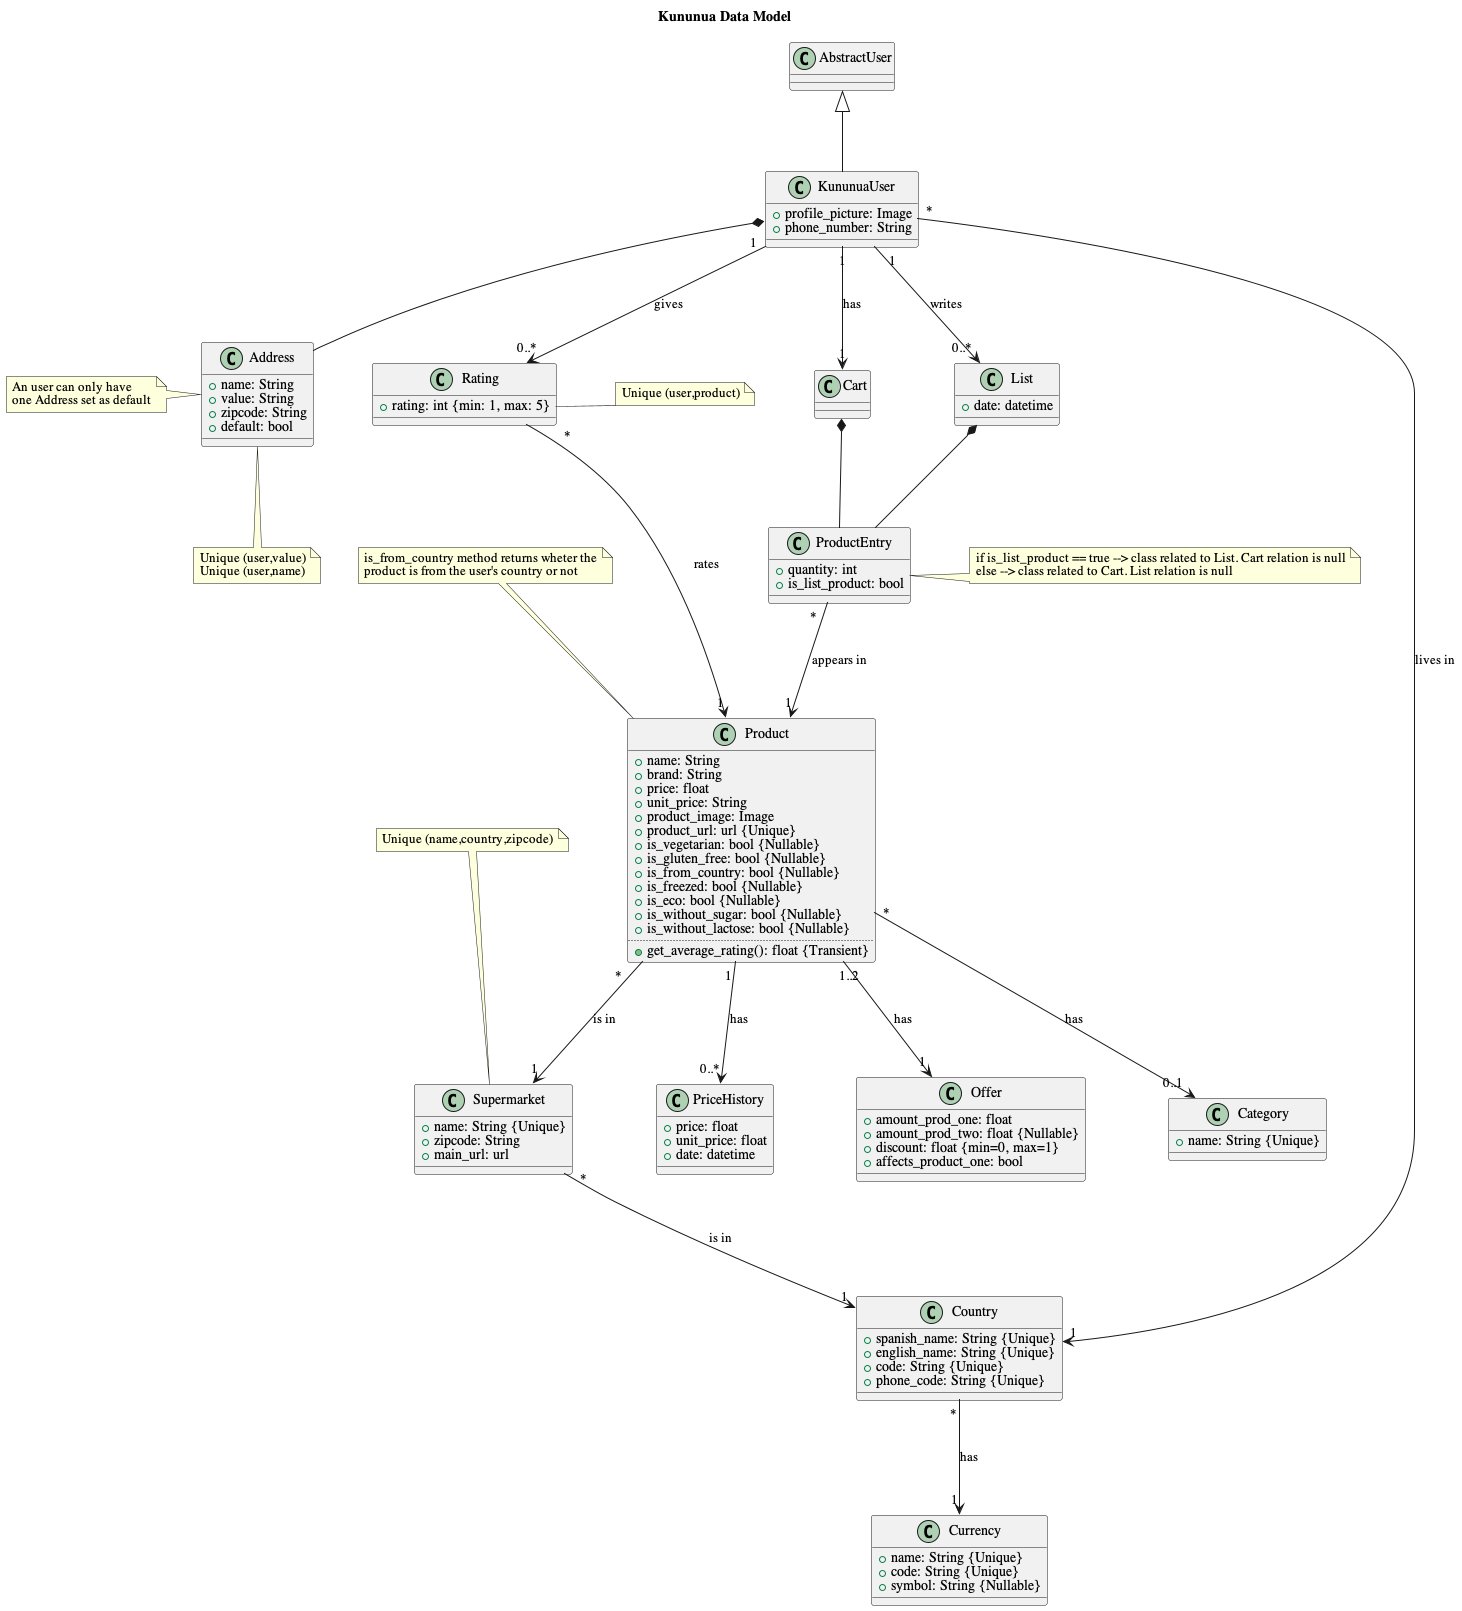 Kununua Data Model
C AbstractUser
C KununuaUser
profile_picture: Image
phone_number: String
*
1
1
1
gives
has
writes
0..*
1
0..*
C Address
name: String
value: String
zipcode: String
default: bool
An user can only have
one Address set as default
C Rating
rating: int {min: 1, max: 5}
Unique (user,product)
C Cart
C List
date: datetime
*
Unique (user,value)
Unique (user,name)
is_from_country method returns wheter the
product is from the user's country or not
rates
C ProductEntry
quantity: int
is_list_product: bool
if is_list_product == true --> class related to List. Cart relation is null
else --> class related to Cart. List relation is null
*
appears in
lives in
1
1
C Product
name: String
brand: String
price: float
unit_price: String
product_image: Image
product_url: url {Unique}
is_vegetarian: bool {Nullable}
is_gluten_free: bool {Nullable}
is_from_country: bool {Nullable}
is_freezed: bool {Nullable}
is_eco: bool {Nullable}
is_without_sugar: bool {Nullable}
is_without_lactose: bool {Nullable}
get_average_rating(): float {Transient}
Unique (name,country,zipcode)
*
*
1
1..2
is in
has
has
has
1
0..*
1
0..1
C Supermarket
name: String {Unique}
zipcode: String
main_url: url
C PriceHistory
price: float
unit_price: float
date: datetime
C Offer
amount_prod_one: float
amount_prod_two: float {Nullable}
discount: float {min=0, max=1}
affects_product_one: bool
C Category
name: String {Unique}
*
is in
1
1
C Country
spanish_name: String {Unique}
english_name: String {Unique}
code: String {Unique}
phone_code: String {Unique}
*
has
1
C Currency
name: String {Unique}
code: String {Unique}
symbol: String {Nullable}